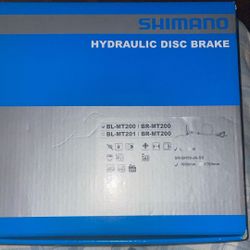 SHIMANO
HYDRAULIC DISC BRAKE
BL-MT200 / BR-MT200
BL-MT201 / BR-MT200